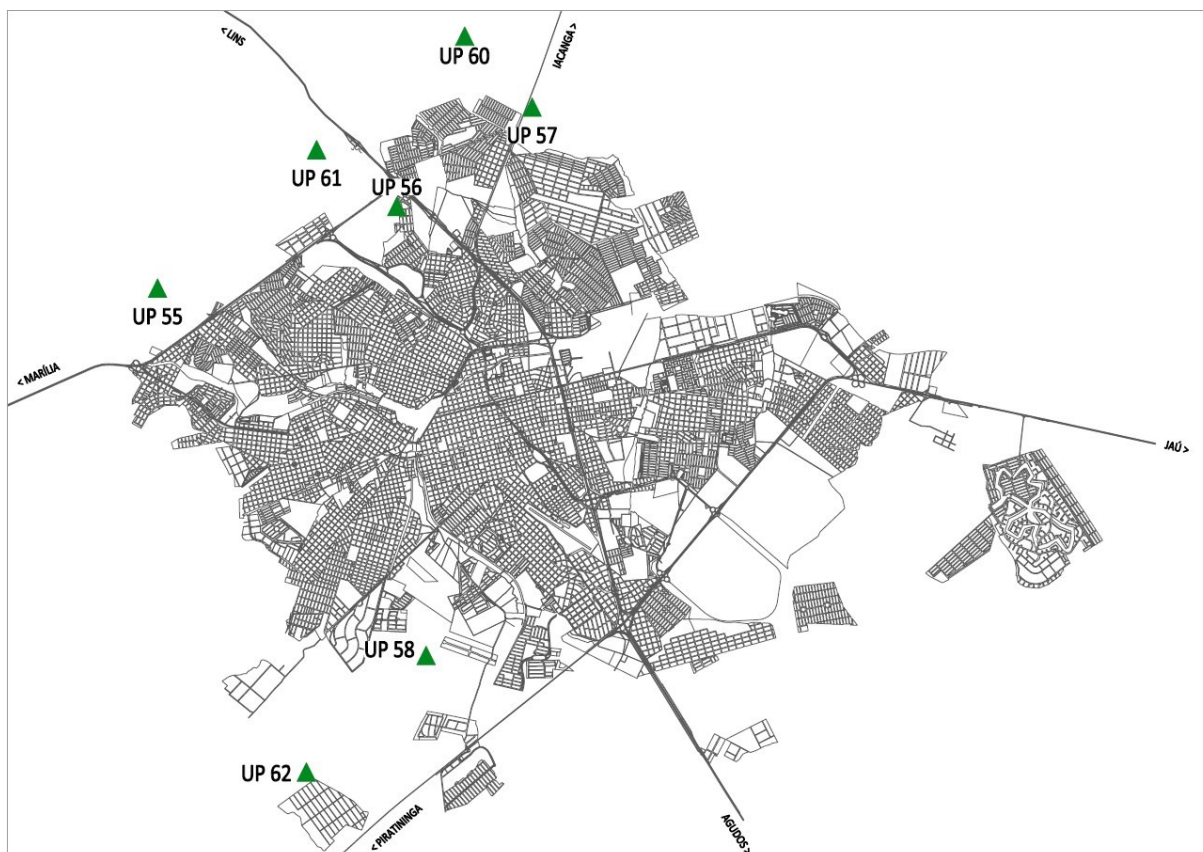 < LINS
UP 60
IACANGA >
UP 57
UP 61
UP 56
UP 55
< MARÍLIA
JAÚ >
UP 58
UP 62
< PIRATININGA
AGUDOS >